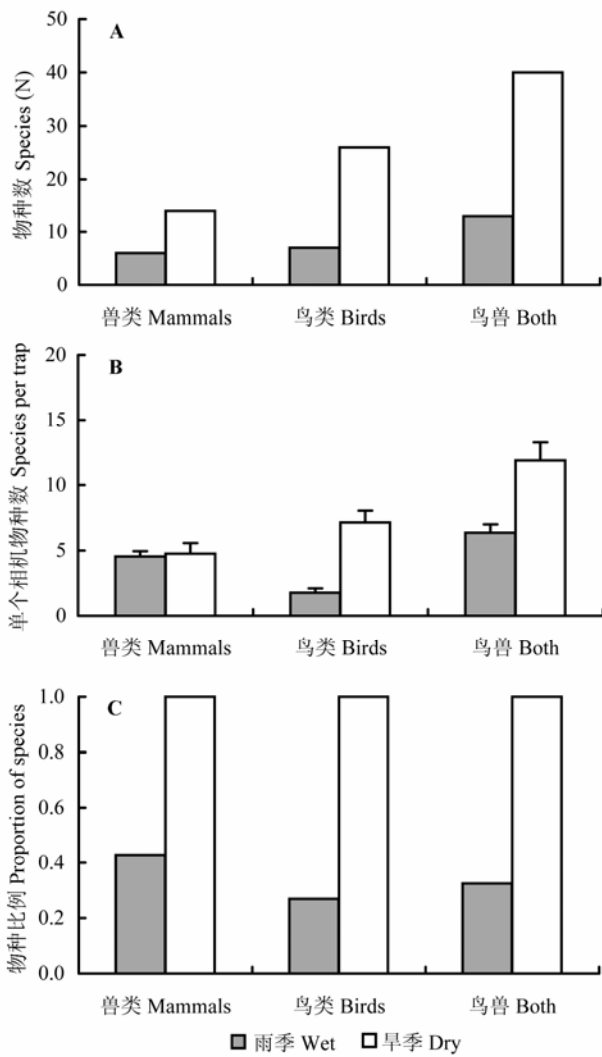 A
物种数 Species (N)
50
40
30
20
10
0
兽类 Mammals
鸟类 Birds
鸟兽 Both
B
单个相机物种数 Species per trap
20
15
10
5
0
兽类 Mammals
鸟类 Birds
鸟兽 Both
C
物种比例 Proportion of species
1.0
0.8
0.6
0.4
0.2
0.0
兽类 Mammals
鸟类 Birds
鸟兽 Both
雨季 Wet
旱季 Dry